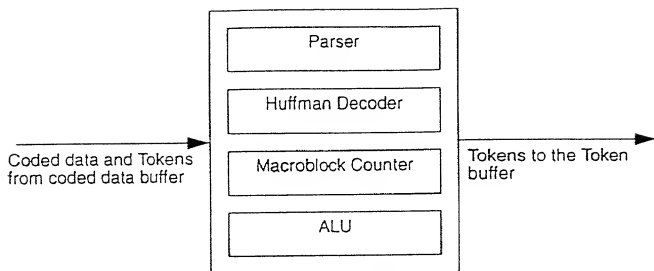 Parser
Huffman Decoder
Macroblock Counter
ALU
Coded data and Tokens
from coded data buffer
Tokens to the Token
buffer